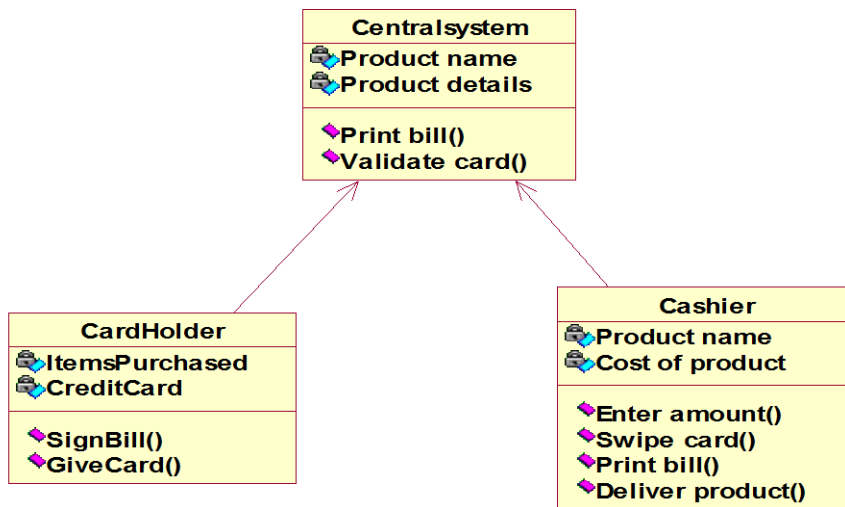 Centralsystem
Product name
Product details
Print bill()
Validate card()
CardHolder
ItemsPurchased
CreditCard
SignBill()
GiveCard()
Cashier
Product name
Cost of product
Enter amount()
Swipe card()
Print bill()
Deliver product()